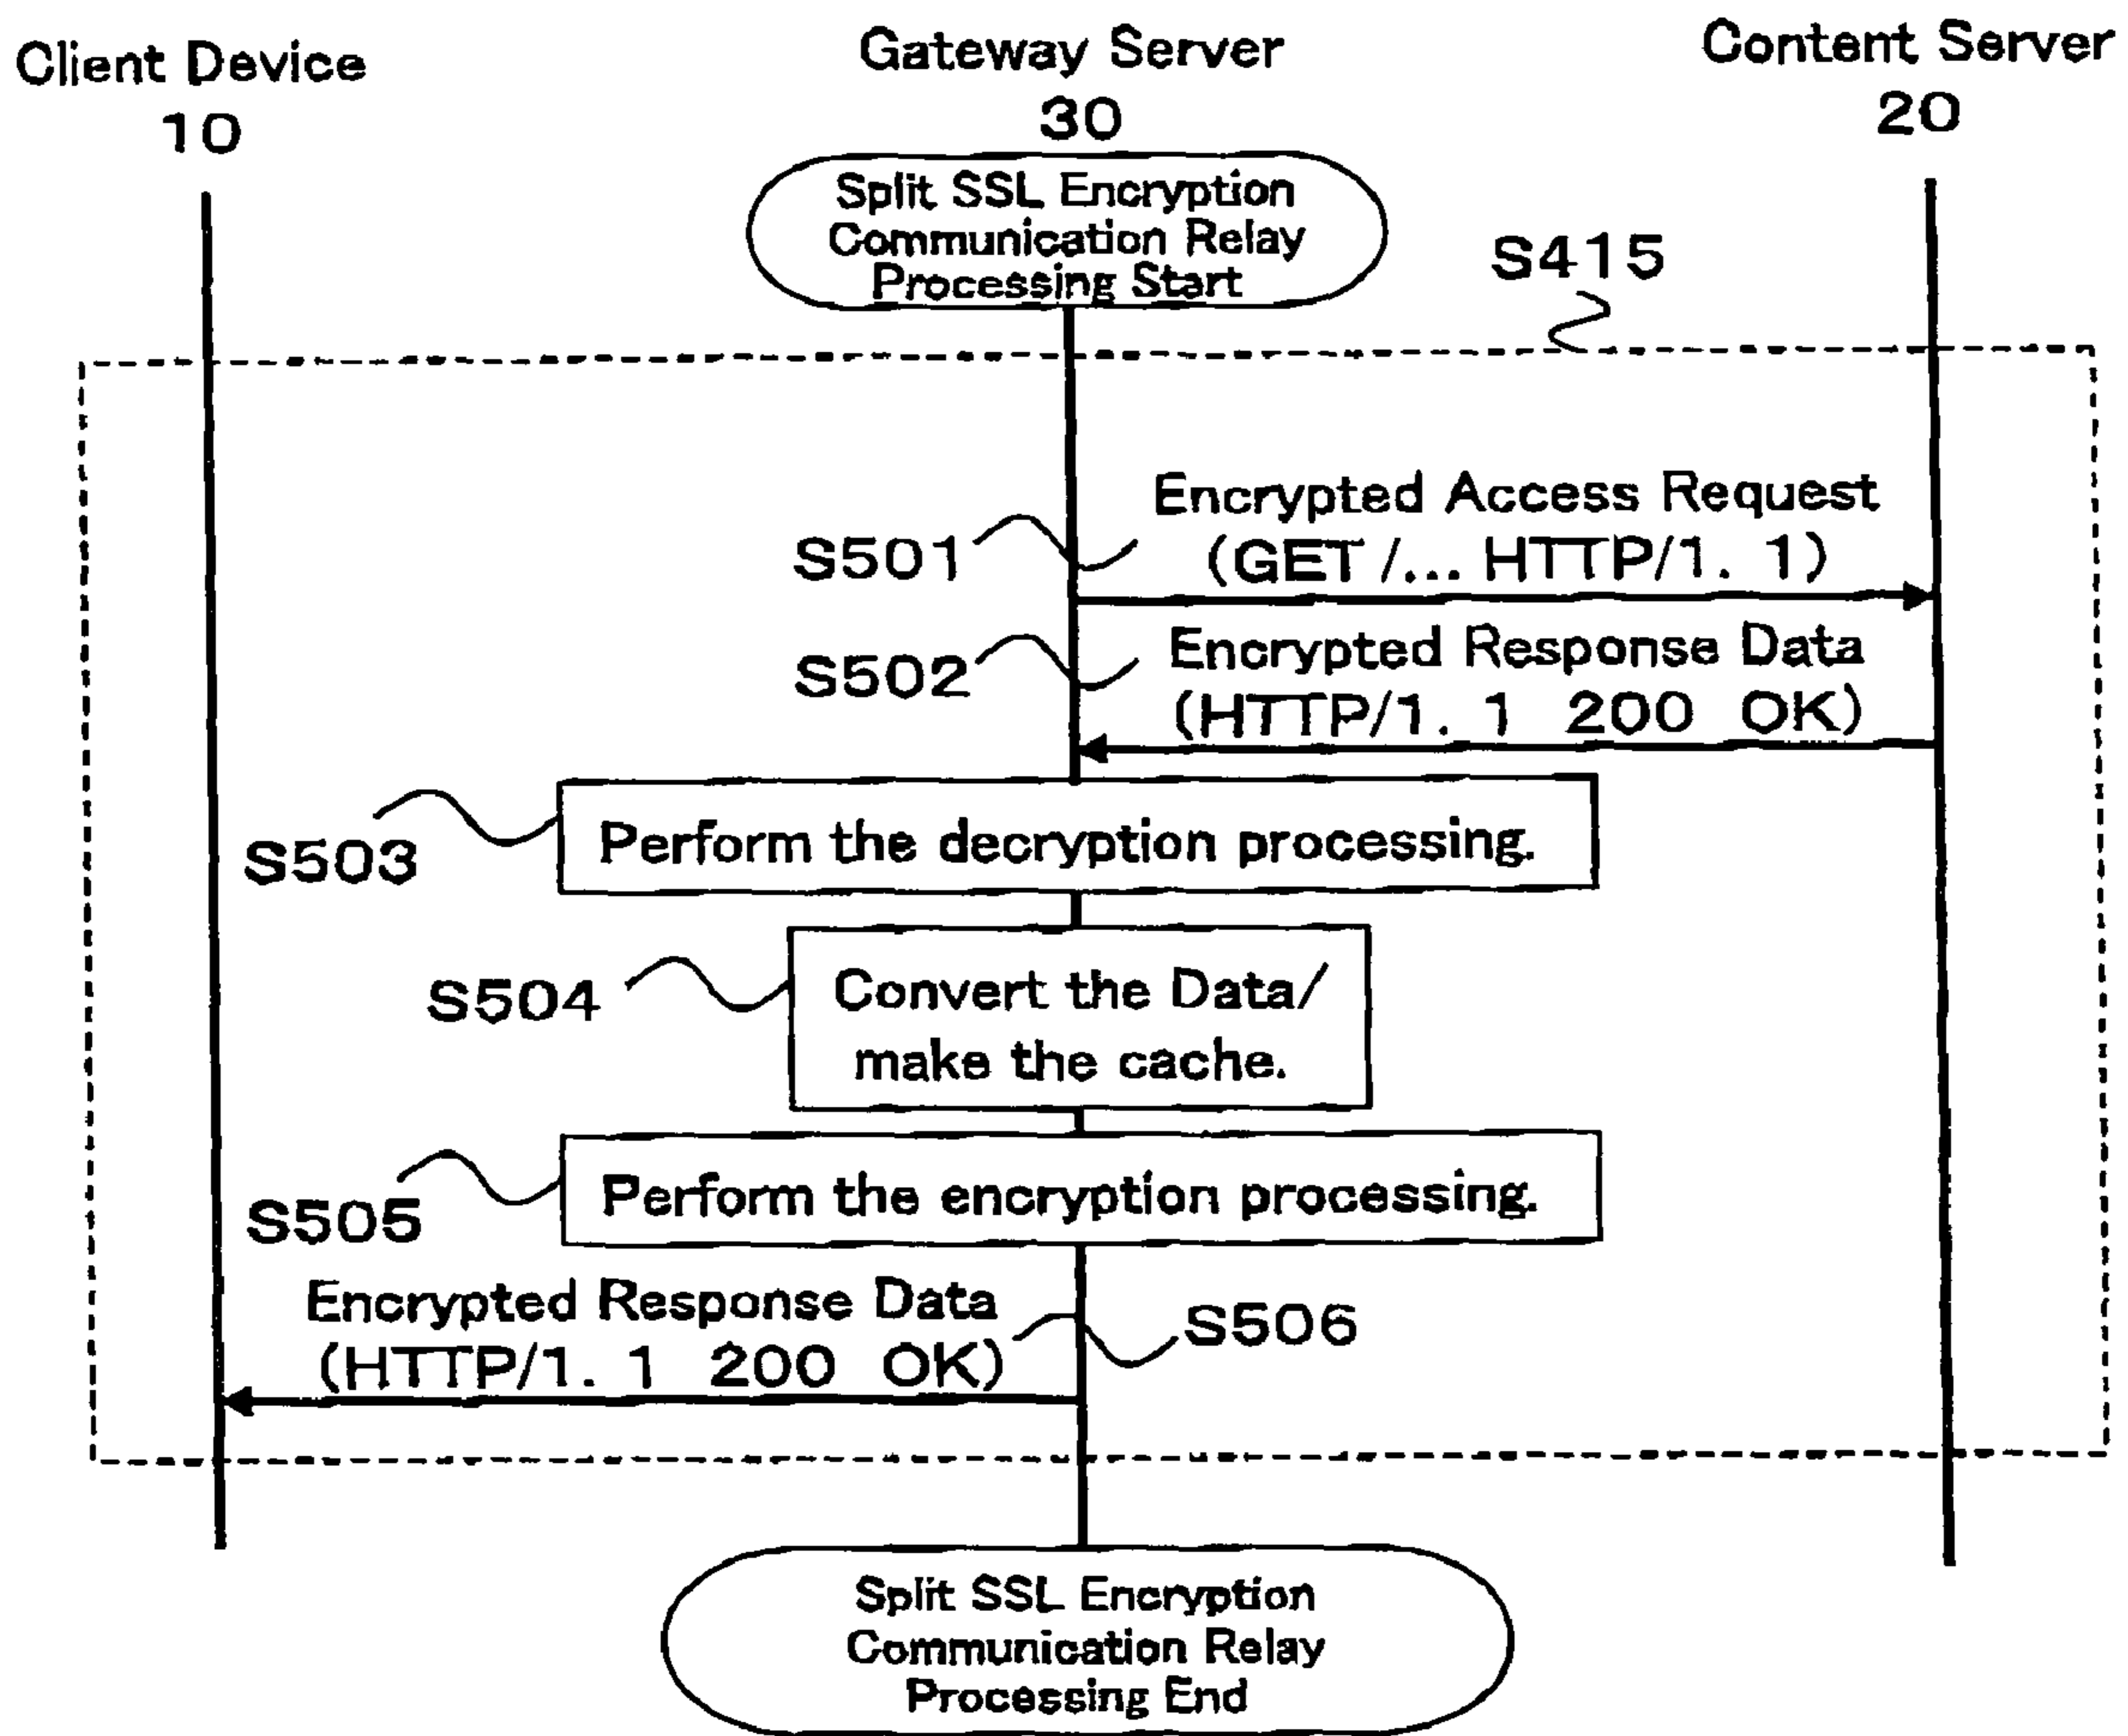 Client Device
10
Gateway Server
30
Content Server
20
Split SSL Encryption
Communication Relay
Processing Start
S415
Encrypted Access Request
(GET /... HTTP/1. 1)
S501
Encrypted Response Data
(HTTP/1. 1 200 OK)
S502
S503
Perform the decryption processing.
S504
Convert the Data/
make the cache.
S505
Perform the encryption processing.
Encrypted Response Data
(HTTP/1. 1 200 OK)
S506
Split SSL Encryption
Communication Relay
Processing End